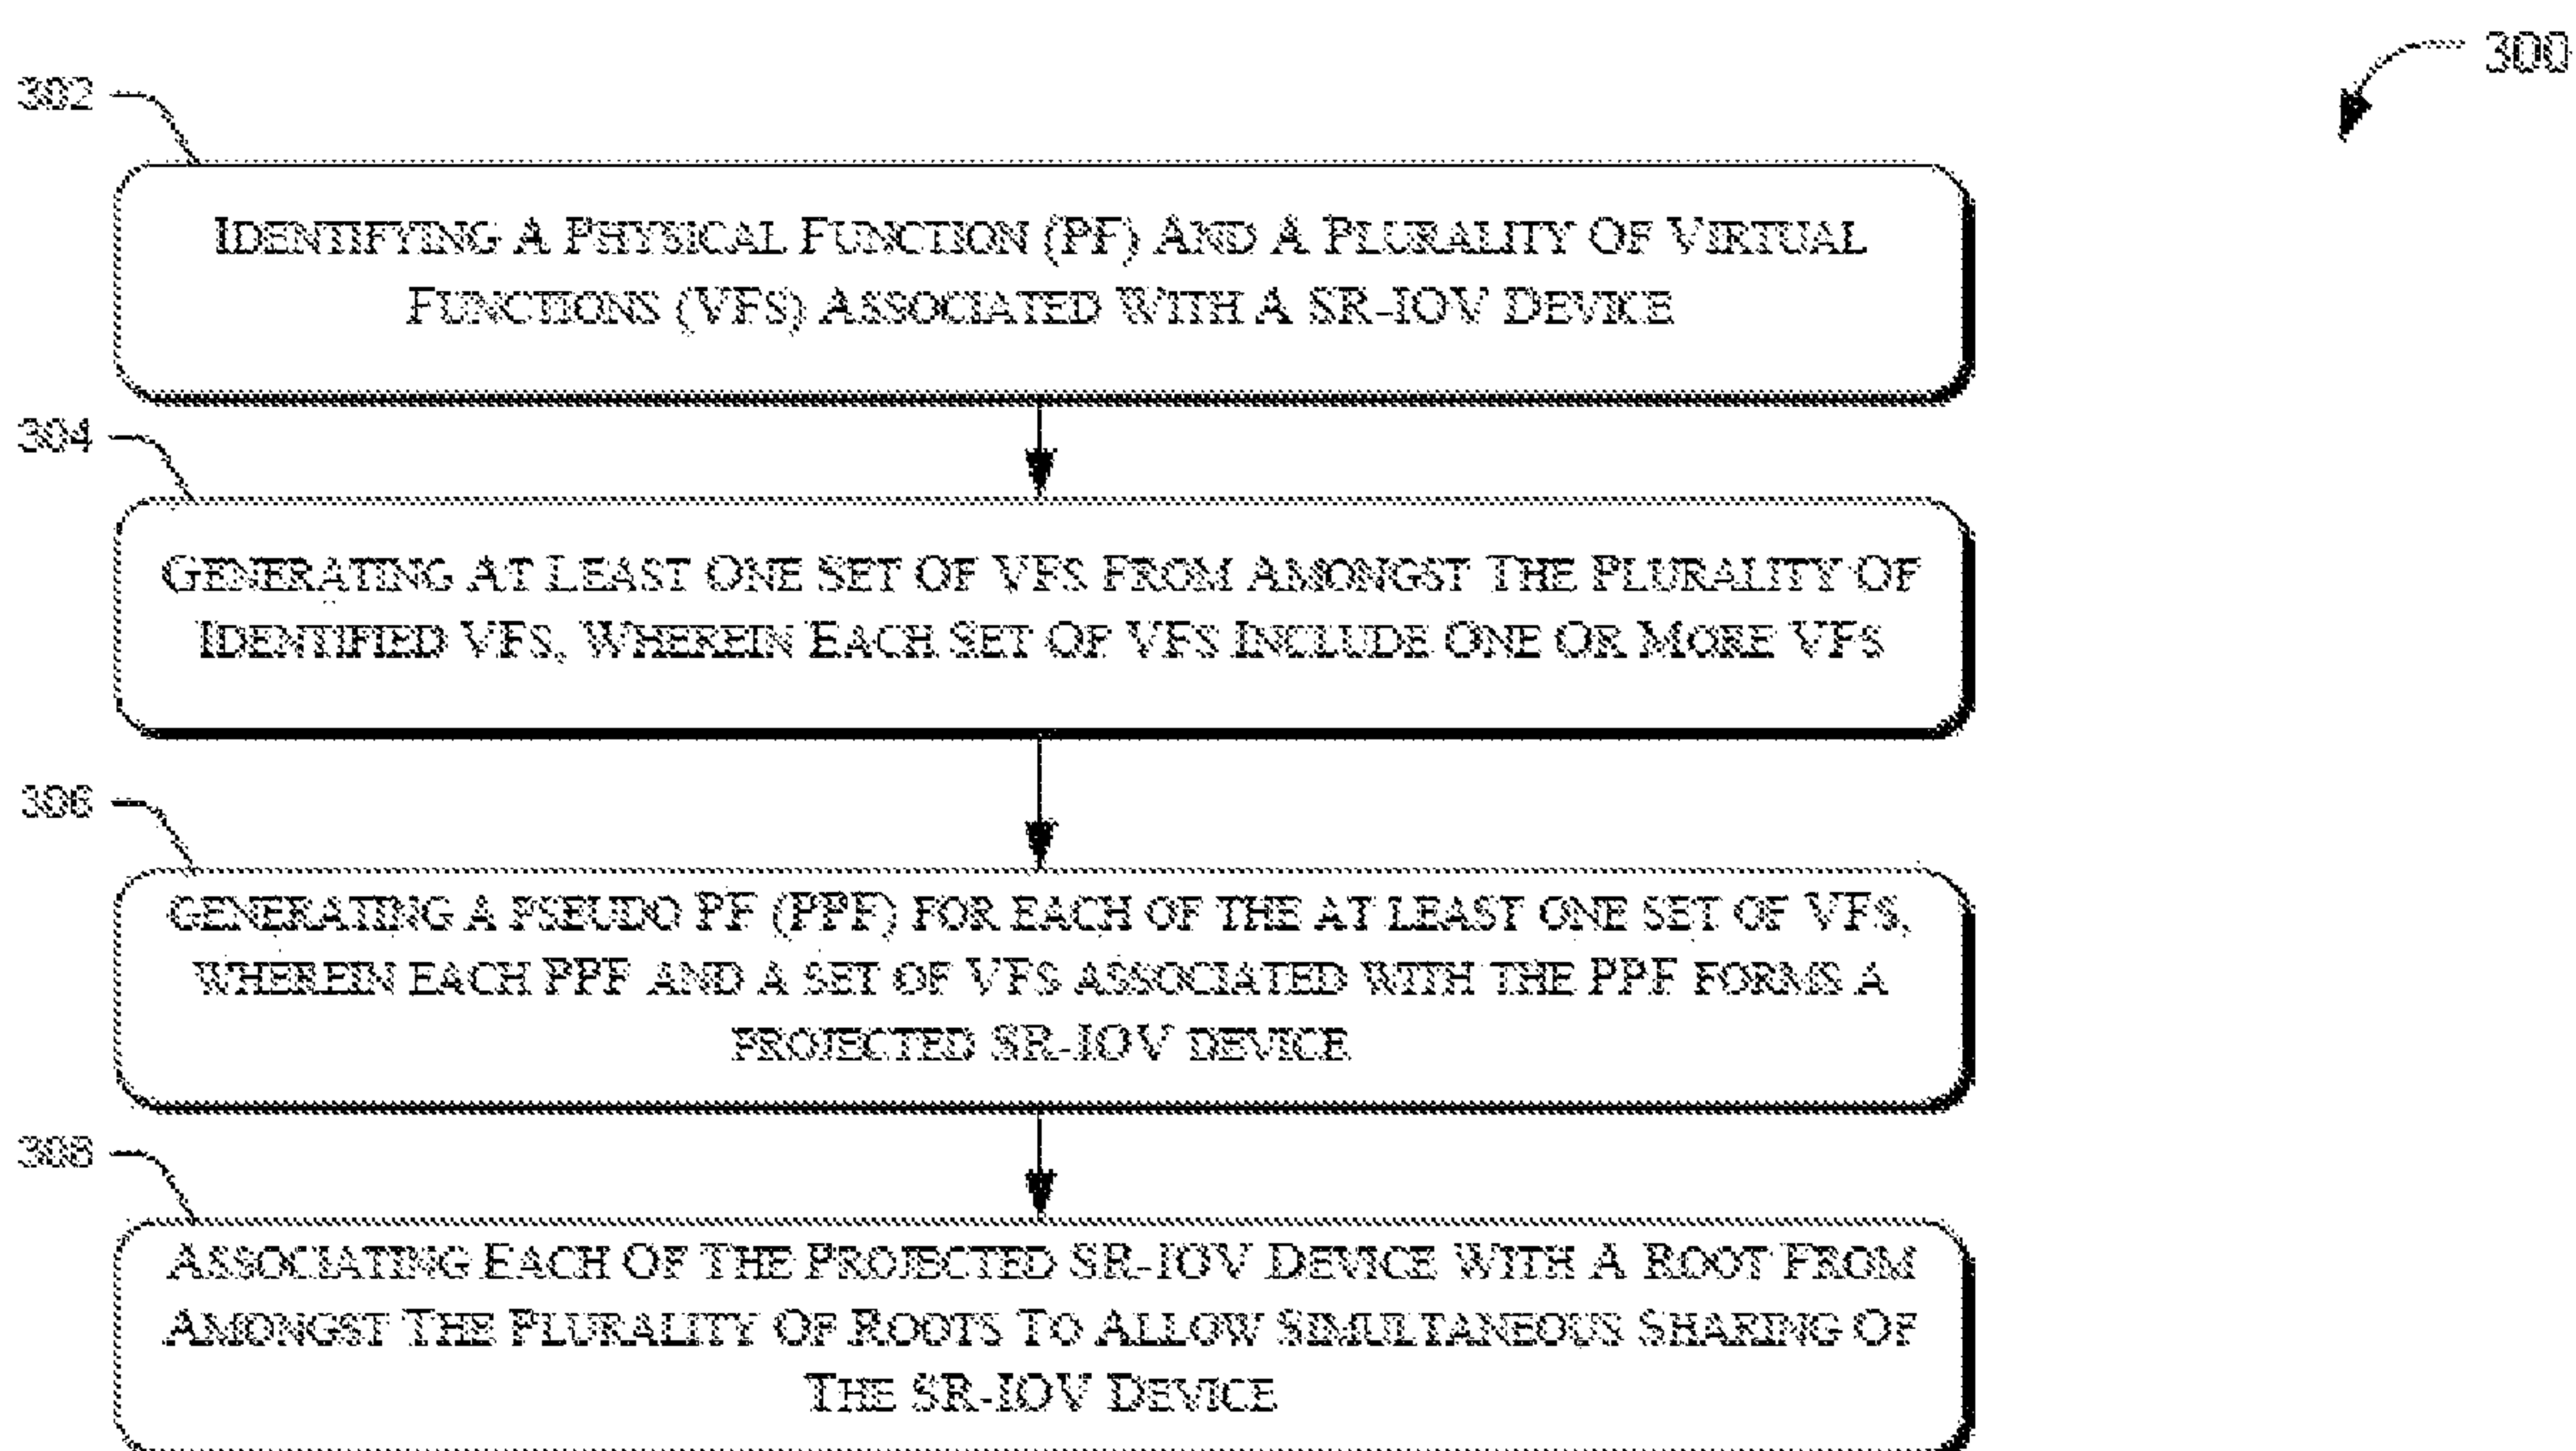 300
302
IDENTIFYING A PHYSICAL FUNCTION (PF) AND A PLURALITY OF VIRTUAL
FUNCTIONS (VFS) ASSOCIATED WITH A SR-IOV DEVICE
304
GENERATING AT LEAST ONE SET OF VFS FROM AMONGST THE PLURALITY OF
IDENTIFIED VFS, WHEREIN EACH SET OF VFS INCLUDE ONE OR MORE VFS
306
GENERATING A PSEUDO PF (PPF) FOR EACH OF THE AT LEAST ONE SET OF VFS,
WHEREIN EACH PPF AND A SET OF VFS ASSOCIATED WITH THE PPF FORMS A
PROJECTED SR-IOV DEVICE
308
ASSOCIATING EACH OF THE PROJECTED SR-IOV DEVICE WITH A ROOT FROM
AMONGST THE PLURALITY OF ROOTS TO ALLOW SIMULTANEOUS SHARING OF
THE SR-IOV DEVICE